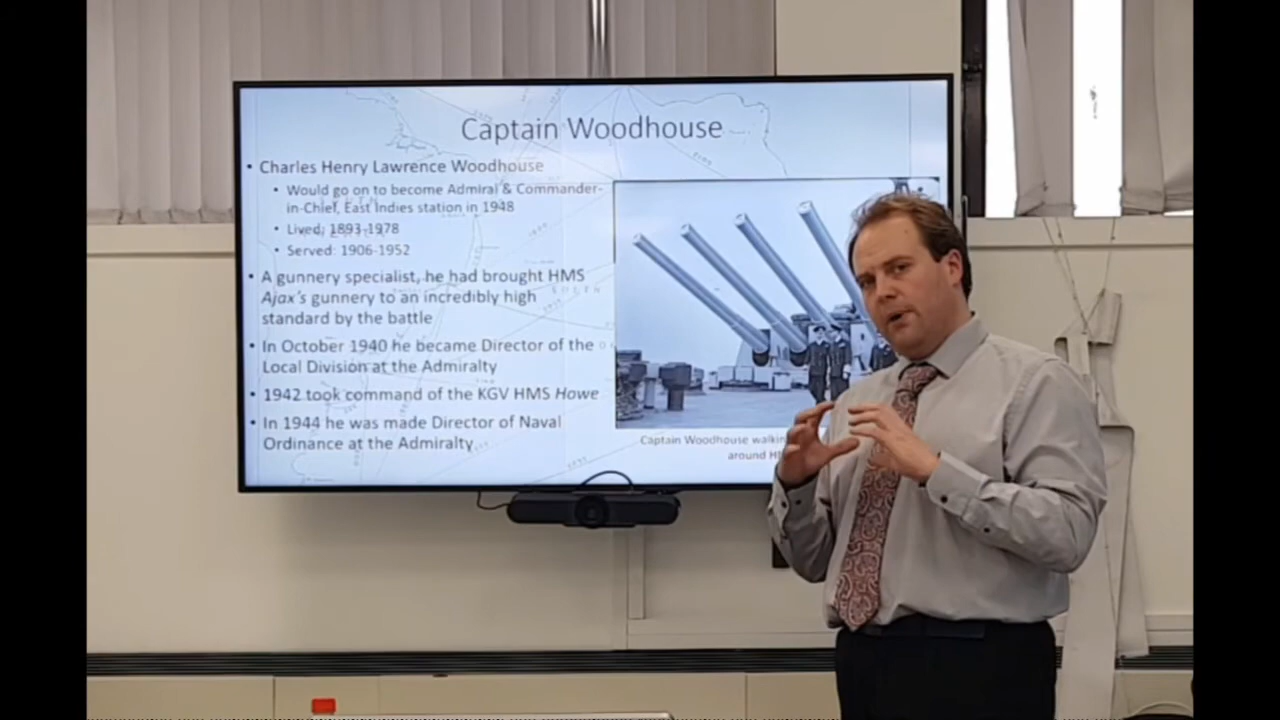 Captain Woodhouse
• Charles Henry Lawrence Woodhouse
• Would go on to become Admiral & Commander-
in-Chief, East Indies station in 1948
• Lived: 1893-1978
• Served: 1906-1952
• A gunnery specialist, he had brought HMS
Ajax's gunnery to an incredibly high
standard by the battle
• In October 1940 he became Director of the
Local Division at the Admiralty
• 1942 took command of the KGV HMS Howe
• In 1944 he was made Director of Naval
Ordinance at the Admiralty
Captain Woodhouse
around